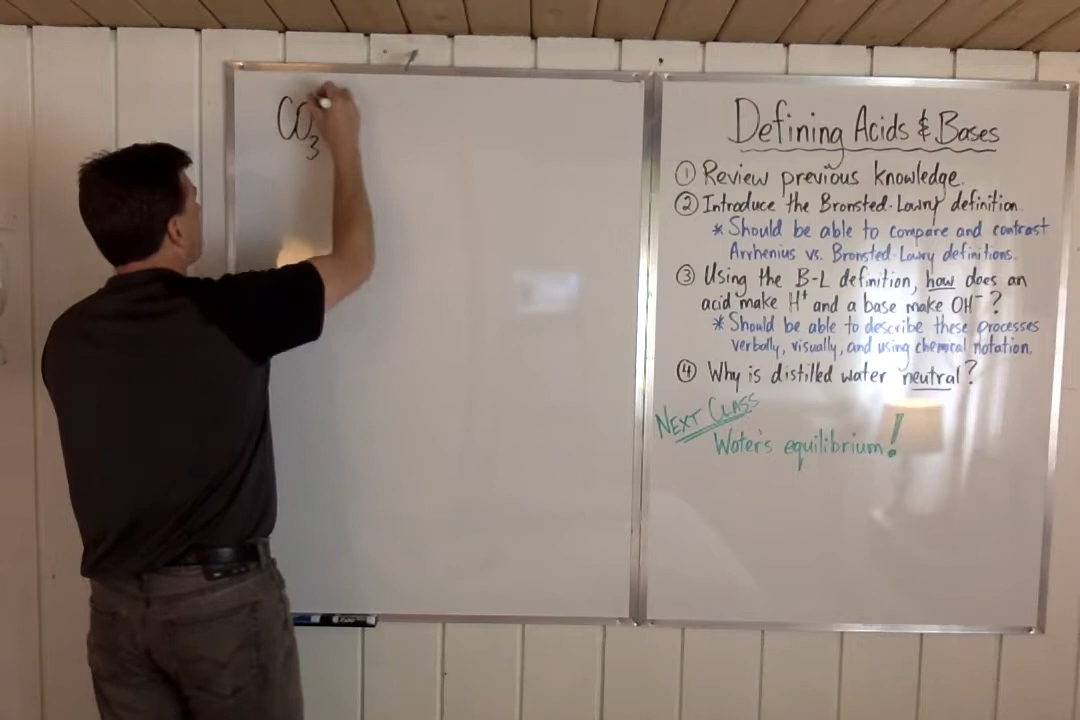 CO₃
Defining Acids & Bases
① Review previous knowledge.
② Introduce the Bronsted-Lowry definition
* Should be able to compare and contrast
Arrhenius vs. Bronsted-Lowry definitions.
③ Using the B-L definition, how does an
acid make H⁺ and a base make OH⁻?
* Should be able to describe these processes
verbally, visually, and using chemical notation.
④ Why is distilled water neutral?
NEXT CLASS
Water's equilibrium!
EXPO